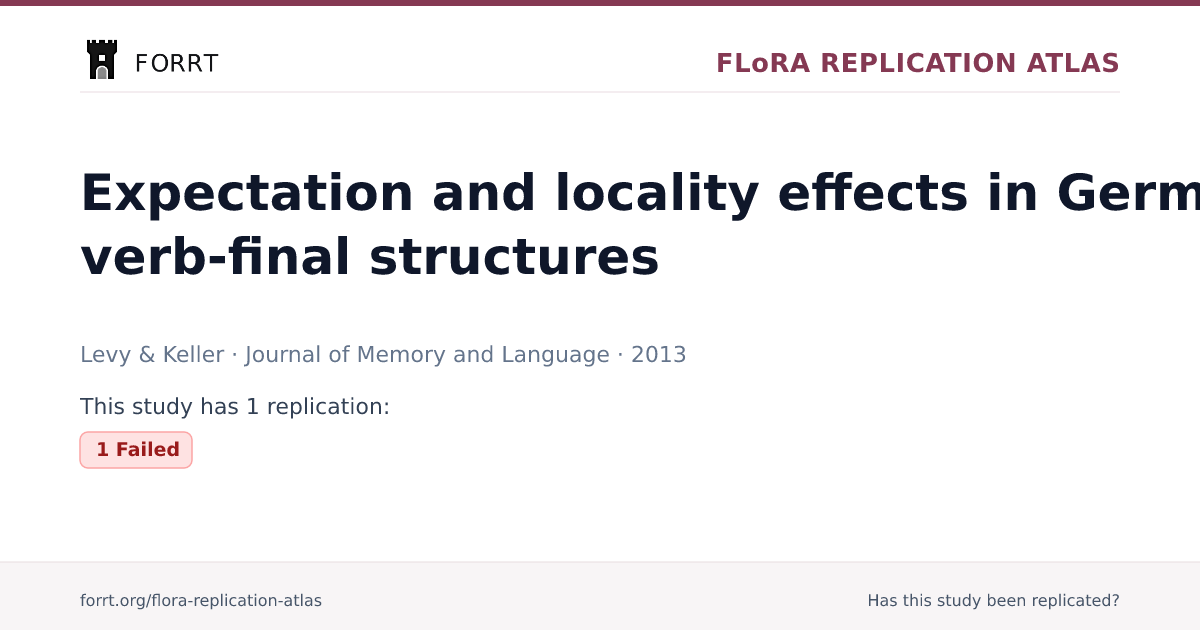 FORRT
FLoRA REPLICATION ATLAS
Expectation and locality effects in Germ
verb-final structures
Levy & Keller · Journal of Memory and Language · 2013
This study has 1 replication:
1 Failed
forrt.org/flora-replication-atlas
Has this study been replicated?